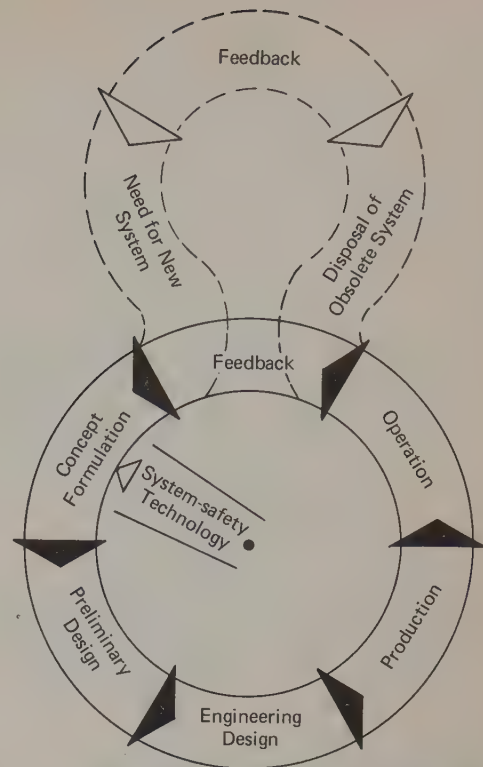 Feedback
Need for New
System
Disposal of
Obsolete System
Feedback
Concept
Formulation
Operation
System-safety
Technology
Preliminary
Design
Production
Engineering
Design